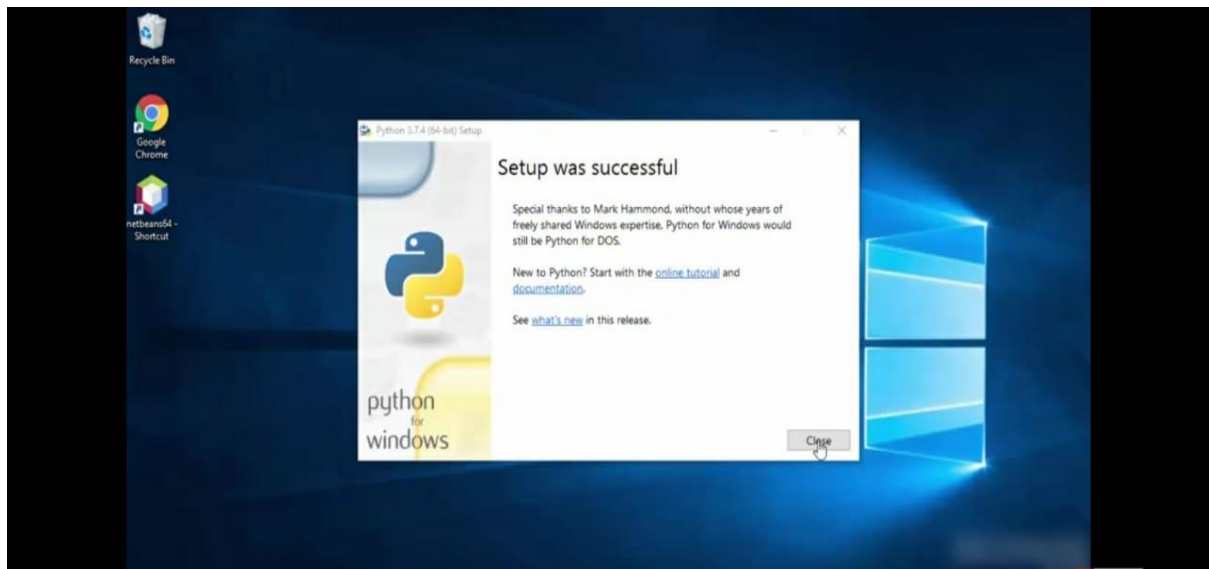 Recycle Bin
Google
Chrome
netbeans64 -
Shortcut
Python 3.7.4 (64-bit) Setup
Setup was successful
Special thanks to Mark Hammond, without whose years of
freely shared Windows expertise, Python for Windows would
still be Python for DOS.
New to Python? Start with the online tutorial and
documentation.
See what's new in this release.
python
for
windows
Close